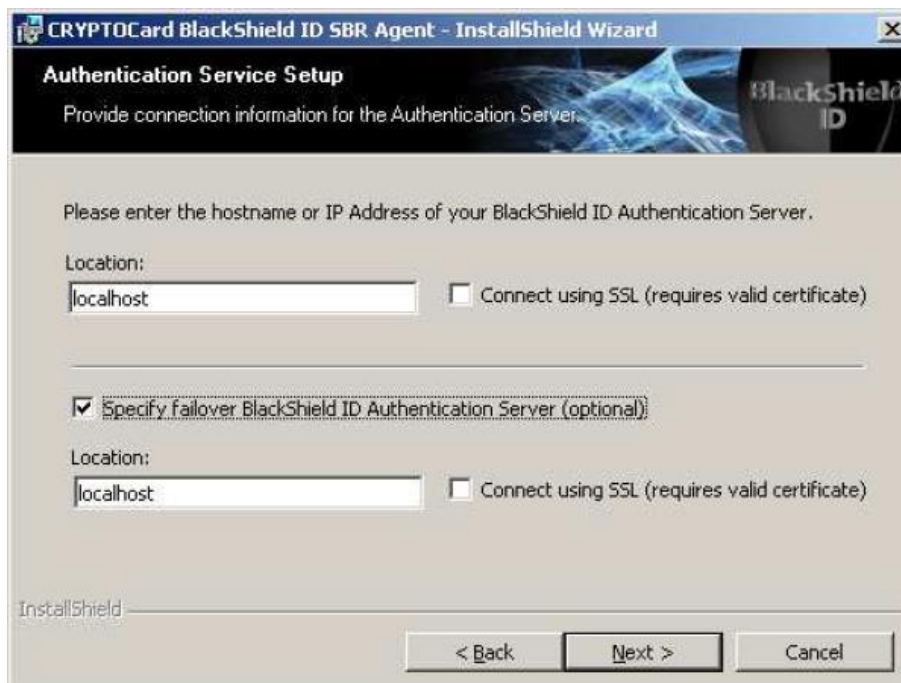 CRYPTOCard BlackShield ID SBR Agent - InstallShield Wizard
Authentication Service Setup
Provide connection information for the Authentication Server.
BlackShield
ID
Please enter the hostname or IP Address of your BlackShield ID Authentication Server.
Location:
localhost
Connect using SSL (requires valid certificate)
Specify failover BlackShield ID Authentication Server (optional)
Location:
localhost
Connect using SSL (requires valid certificate)
InstallShield
< Back
Next >
Cancel